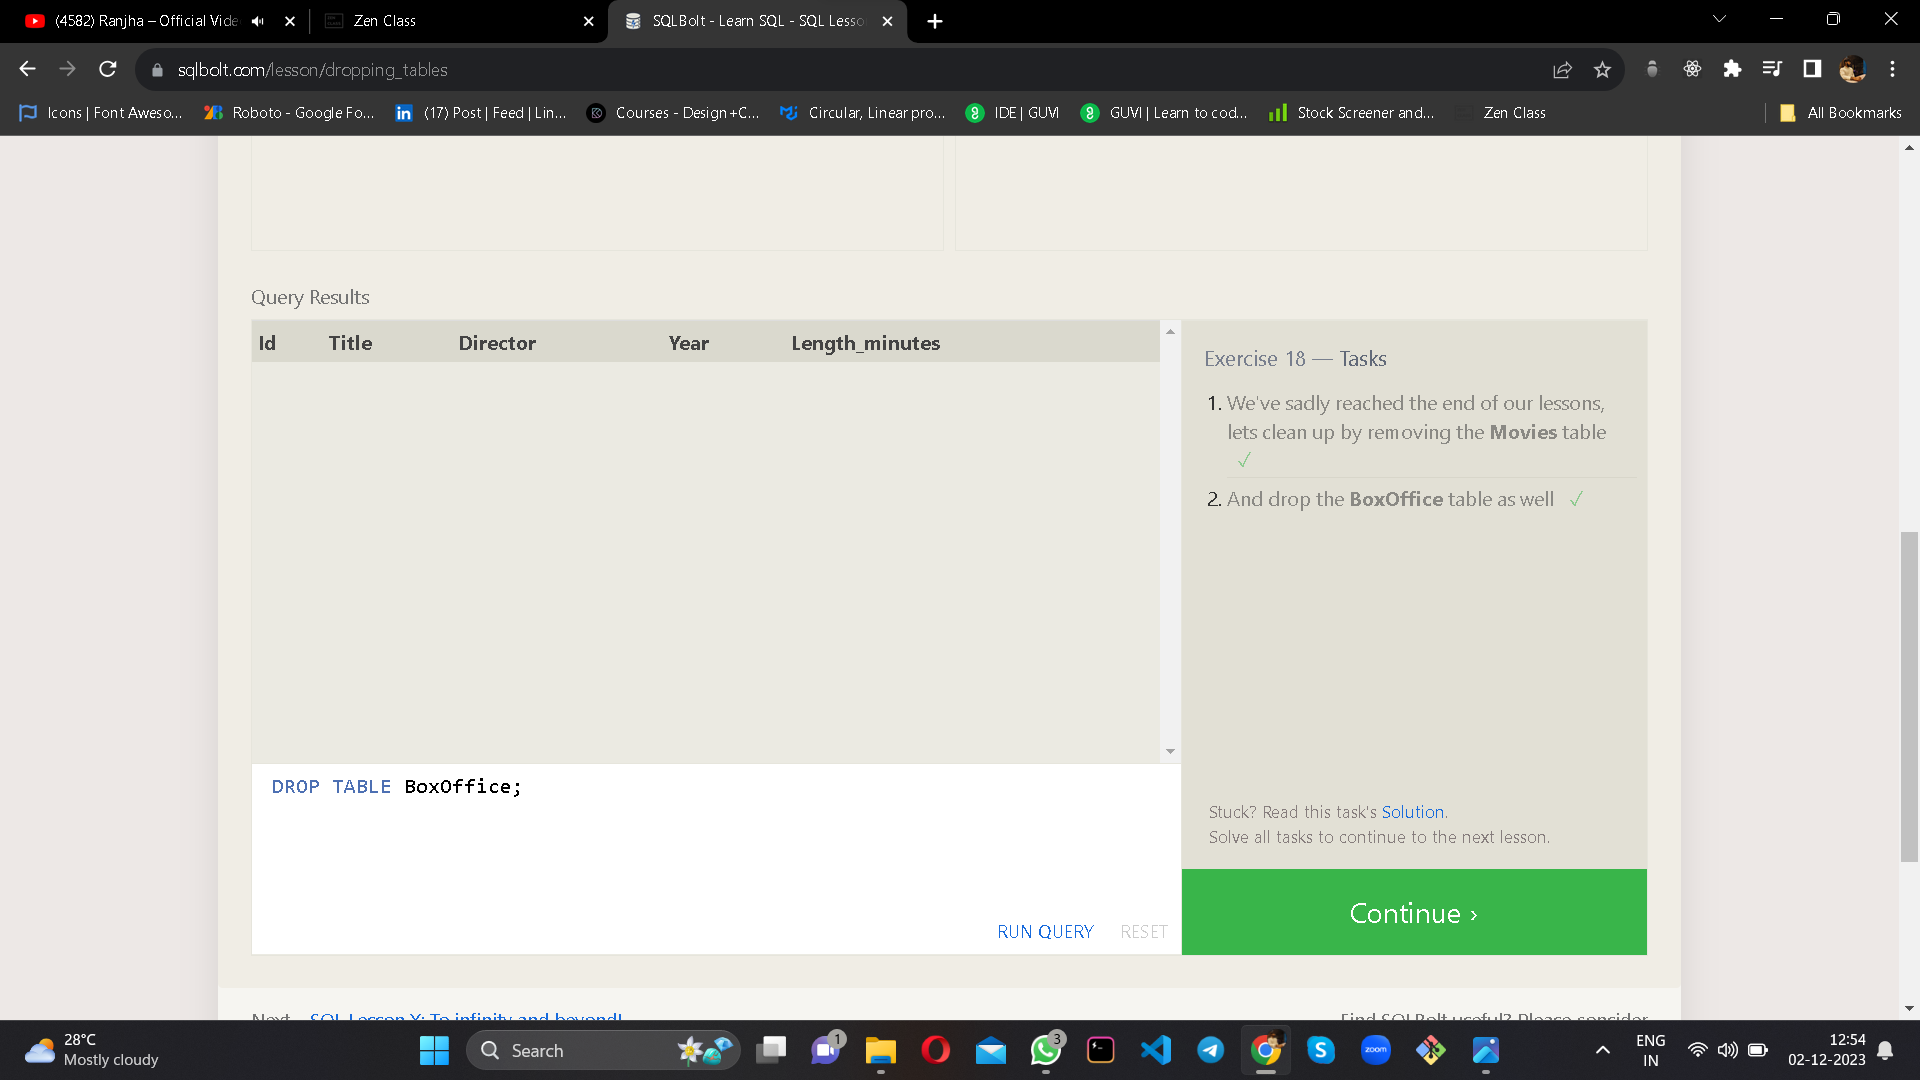 (4582) Ranjha – Official Vide
Zen Class
SQLBolt - Learn SQL - SQL Lesso
sqlbolt.com/lesson/dropping_tables
Icons | Font Aweso...
Roboto - Google Fo...
(17) Post | Feed | Lin...
Courses - Design+C...
Circular, Linear pro...
IDE | GUVI
GUVI | Learn to cod...
Stock Screener and...
Zen Class
All Bookmarks
Query Results
Id Title Director Year Length_minutes
Exercise 18 — Tasks
1. We've sadly reached the end of our lessons,
lets clean up by removing the Movies table
✓
2. And drop the BoxOffice table as well ✓
DROP TABLE BoxOffice;
Stuck? Read this task's Solution.
Solve all tasks to continue to the next lesson.
RUN QUERY RESET
Continue ›
Next – SQL Lesson X: To infinity and beyond!
Find SQLBolt useful? Please consider
28°C
Mostly cloudy
Search
1
3
zoom
ENG
IN
12:54
02-12-2023